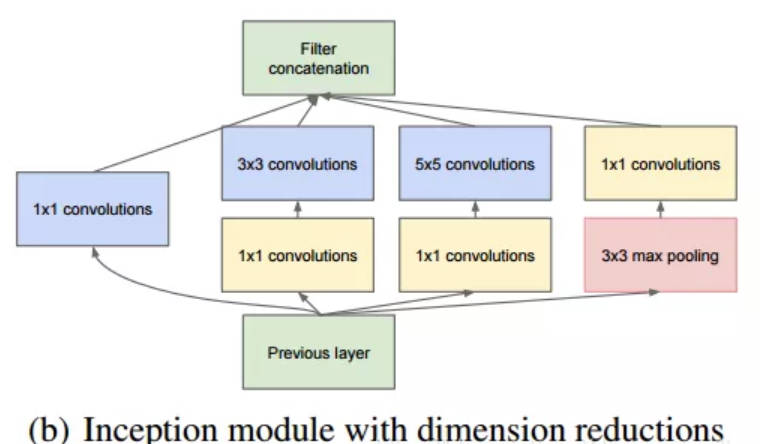 Filter
concatenation
3x3 convolutions
5x5 convolutions
1x1 convolutions
1x1 convolutions
1x1 convolutions
1x1 convolutions
3x3 max pooling
Previous layer
(b) Inception module with dimension reductions